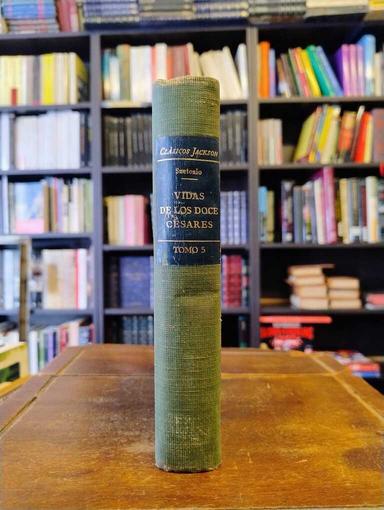 CLÁSICOS JACKSON
Suetonio
VIDAS
DE LOS DOCE
CÉSARES
TOMO 5